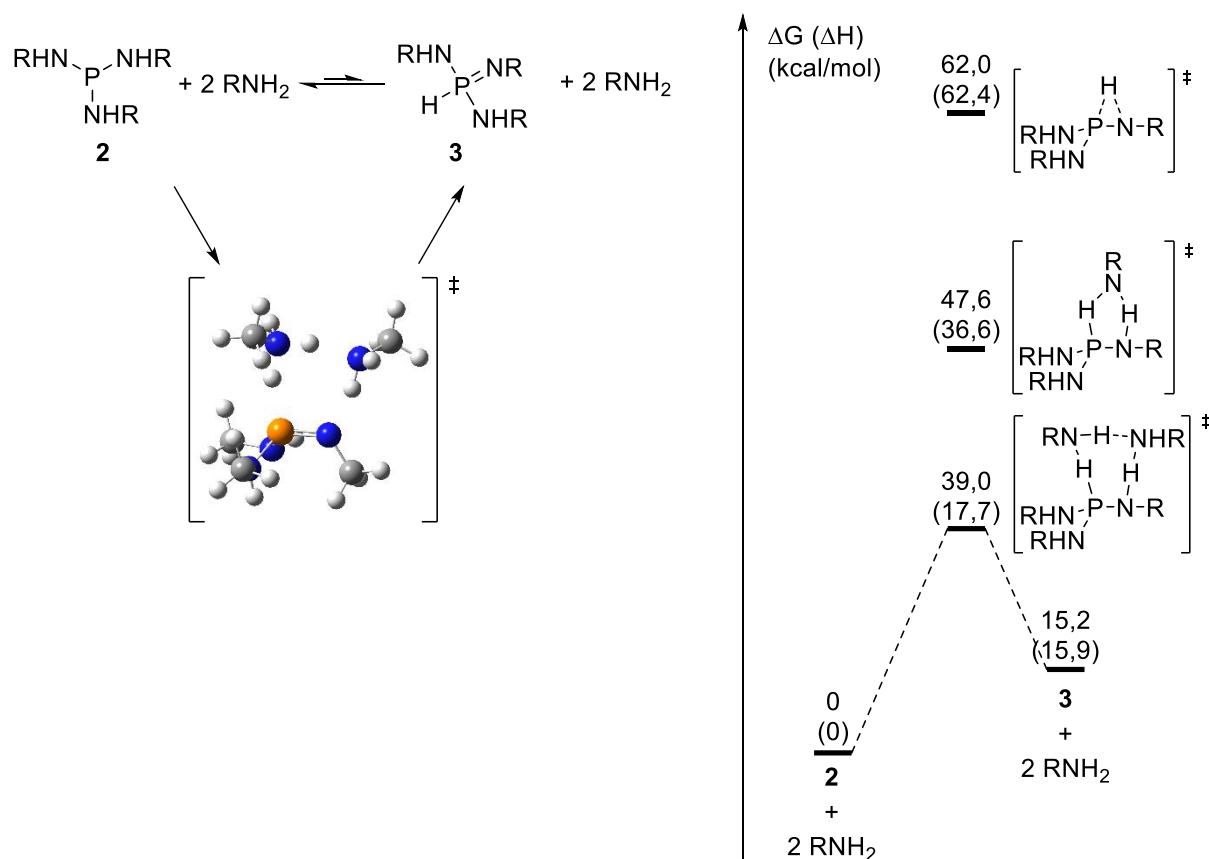 RHN NHR
P
NHR
2
+ 2 RNH2
RHN
P=NR
H
NHR
3
+ 2 RNH2
‡
ΔG (ΔH)
(kcal/mol)
62,0
(62,4)
H
RHN P N R
RHN
‡
47,6
(36,6)
R
N
H H
RHN P N R
RHN
‡
39,0
(17,7)
RN H NHR
H H
RHN P N R
RHN
‡
15,2
(15,9)
3
+
2 RNH2
0
(0)
2
+
2 RNH2